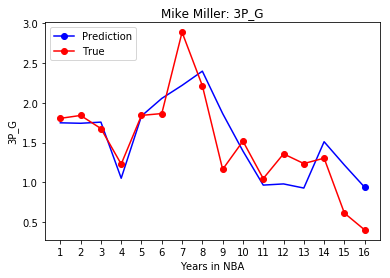 Mike Miller: 3P_G
Prediction
True
3P_G
3.0
2.5
2.0
1.5
1.0
0.5
1 2 3 4 5 6 7 8 9 10 11 12 13 14 15 16
Years in NBA